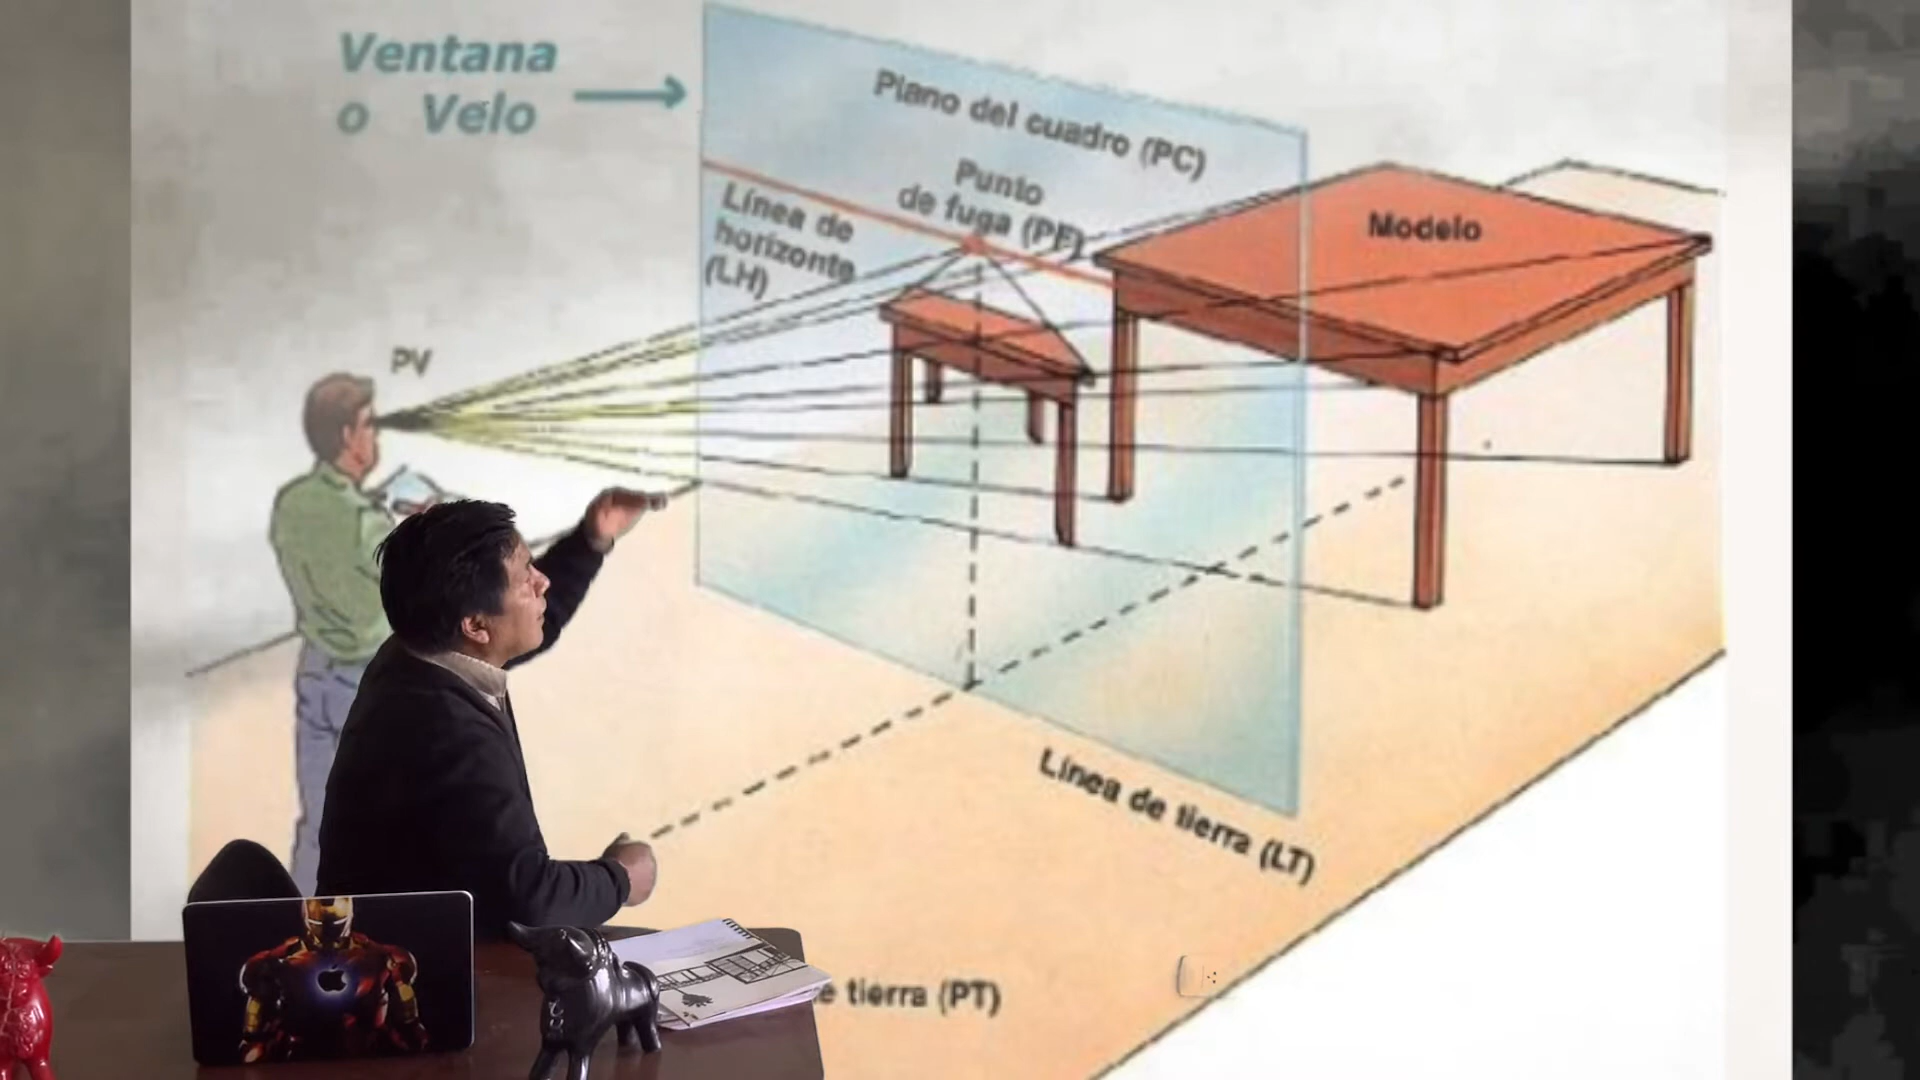 Ventana
o Velo
Plano del cuadro (PC)
Punto
de fuga (PF)
Línea de
horizonte
(LH)
Modelo
PV
Línea de tierra (LT)
tierra (PT)